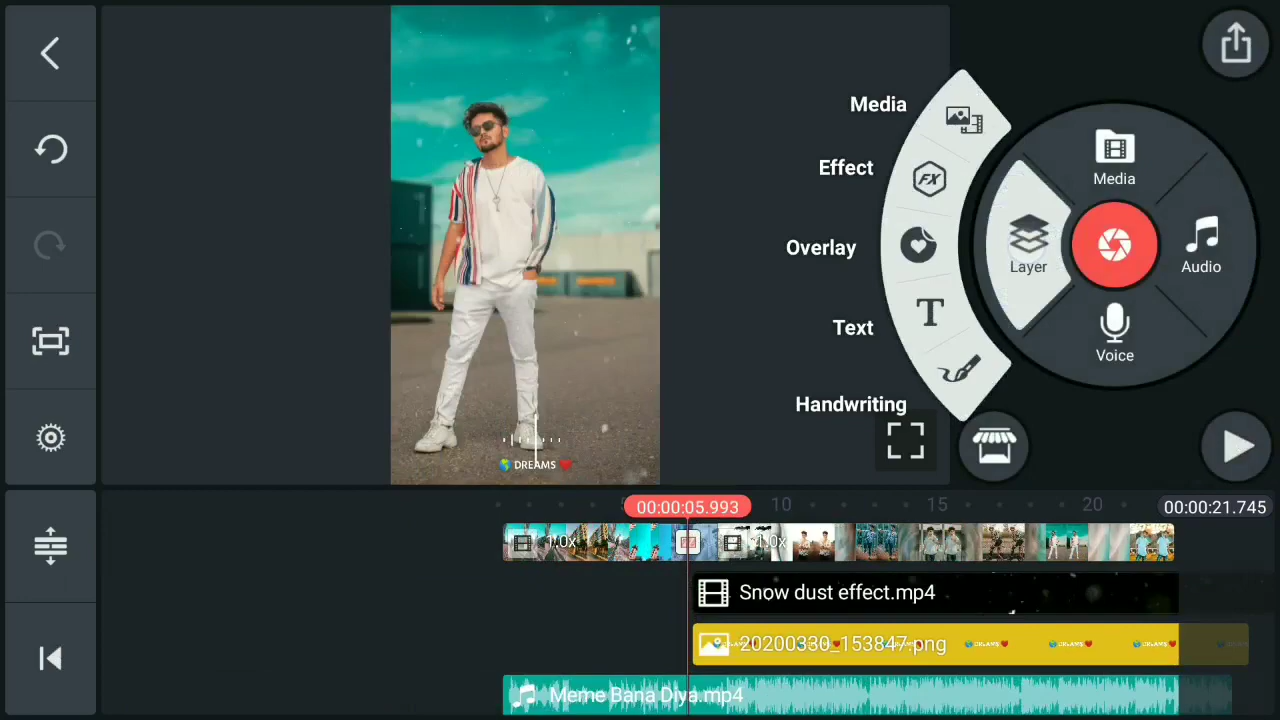 Media
Effect
Overlay
Text
Handwriting
FX
T
Media
Layer
Audio
Voice
🌎 DREAMS ❤️
00:00:05.993
10
15
20
00:00:21.745
1.0x
1.0x
Snow dust effect.mp4
20200330_153847.png
Meme Bana Diya.mp4